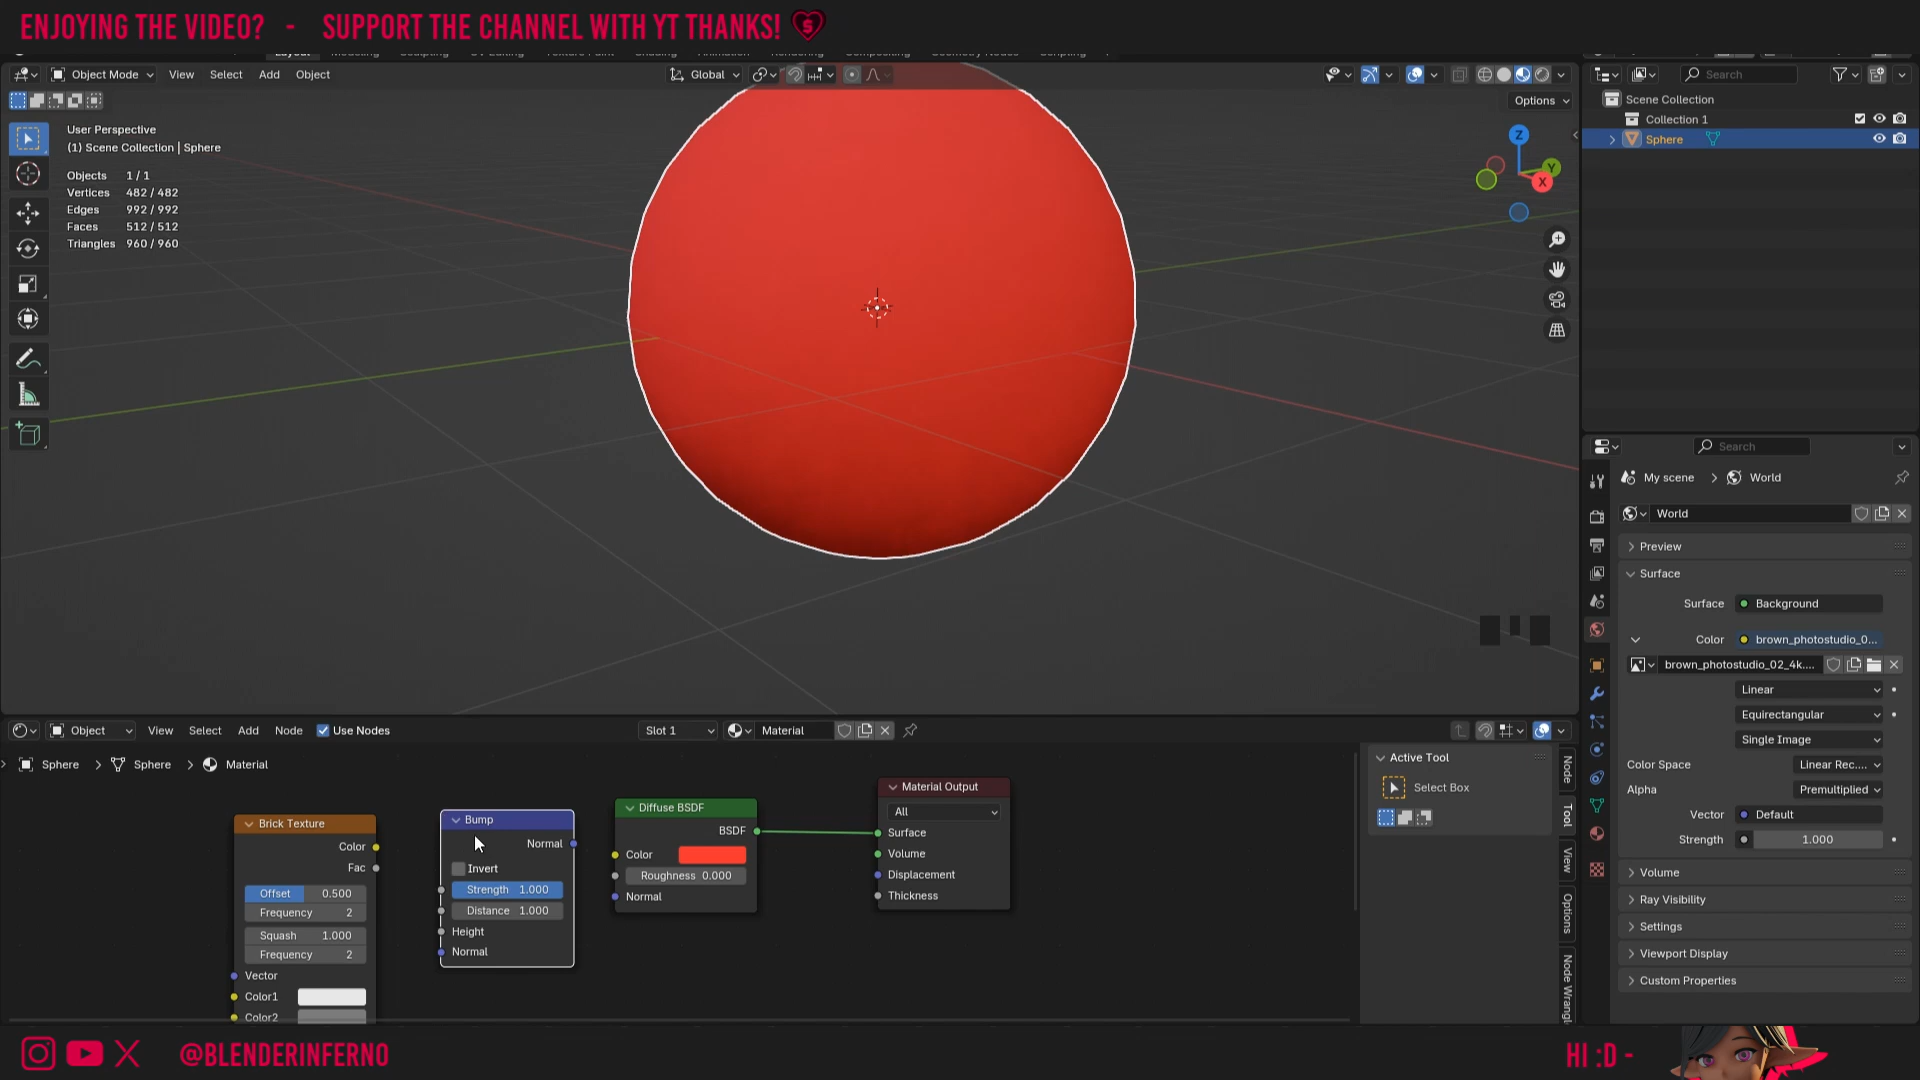 ENJOYING THE VIDEO? - SUPPORT THE CHANNEL WITH YT THANKS!
Object Mode View Select Add Object Global Search
Options
User Perspective
(1) Scene Collection | Sphere
Objects 1 / 1
Vertices 482 / 482
Edges 992 / 992
Faces 512 / 512
Triangles 960 / 960
Z
Y
X
Scene Collection
Collection 1
Sphere
Search
My scene > World
World
Preview
Surface
Surface Background
Color brown_photostudio_0...
brown_photostudio_02_4k....
Linear
Equirectangular
Single Image
Color Space Linear Rec....
Alpha Premultiplied
Vector Default
Strength 1.000
Volume
Ray Visibility
Settings
Viewport Display
Custom Properties
Object View Select Add Node Use Nodes Slot 1 Material
Sphere > Sphere > Material
Brick Texture
Color
Fac
Offset 0.500
Frequency 2
Squash 1.000
Frequency 2
Vector
Color1
Color2
Bump
Normal
Invert
Strength 1.000
Distance 1.000
Height
Normal
Diffuse BSDF
BSDF
Color
Roughness 0.000
Normal
Material Output
All
Surface
Volume
Displacement
Thickness
Active Tool
Select Box
Node
Tool
View
Options
Node Wrangl
@BLENDERINFERNO
HI :D -